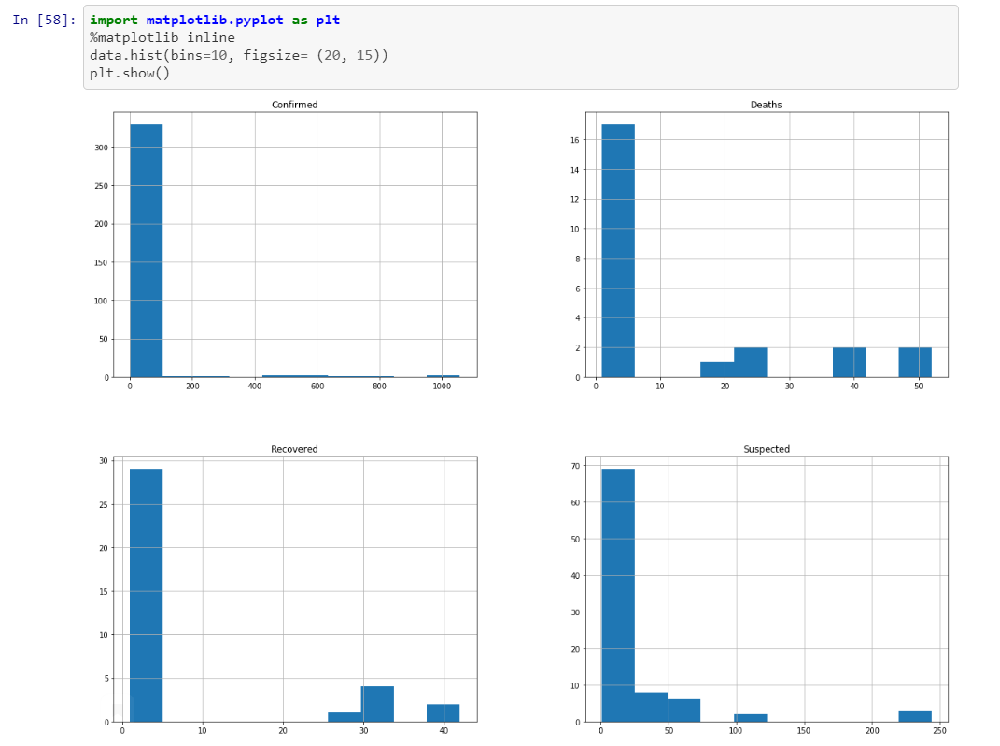 In [58]: import matplotlib.pyplot as plt
%matplotlib inline
data.hist(bins=10, figsize= (20, 15))
plt.show()
Confirmed
300
250
200
150
100
50
0
0 200 400 600 800 1000
Deaths
16
14
12
10
8
6
4
2
0
0 10 20 30 40 50
Recovered
30
25
20
15
10
5
0
0 10 20 30 40
Suspected
70
60
50
40
30
20
10
0
0 50 100 150 200 250